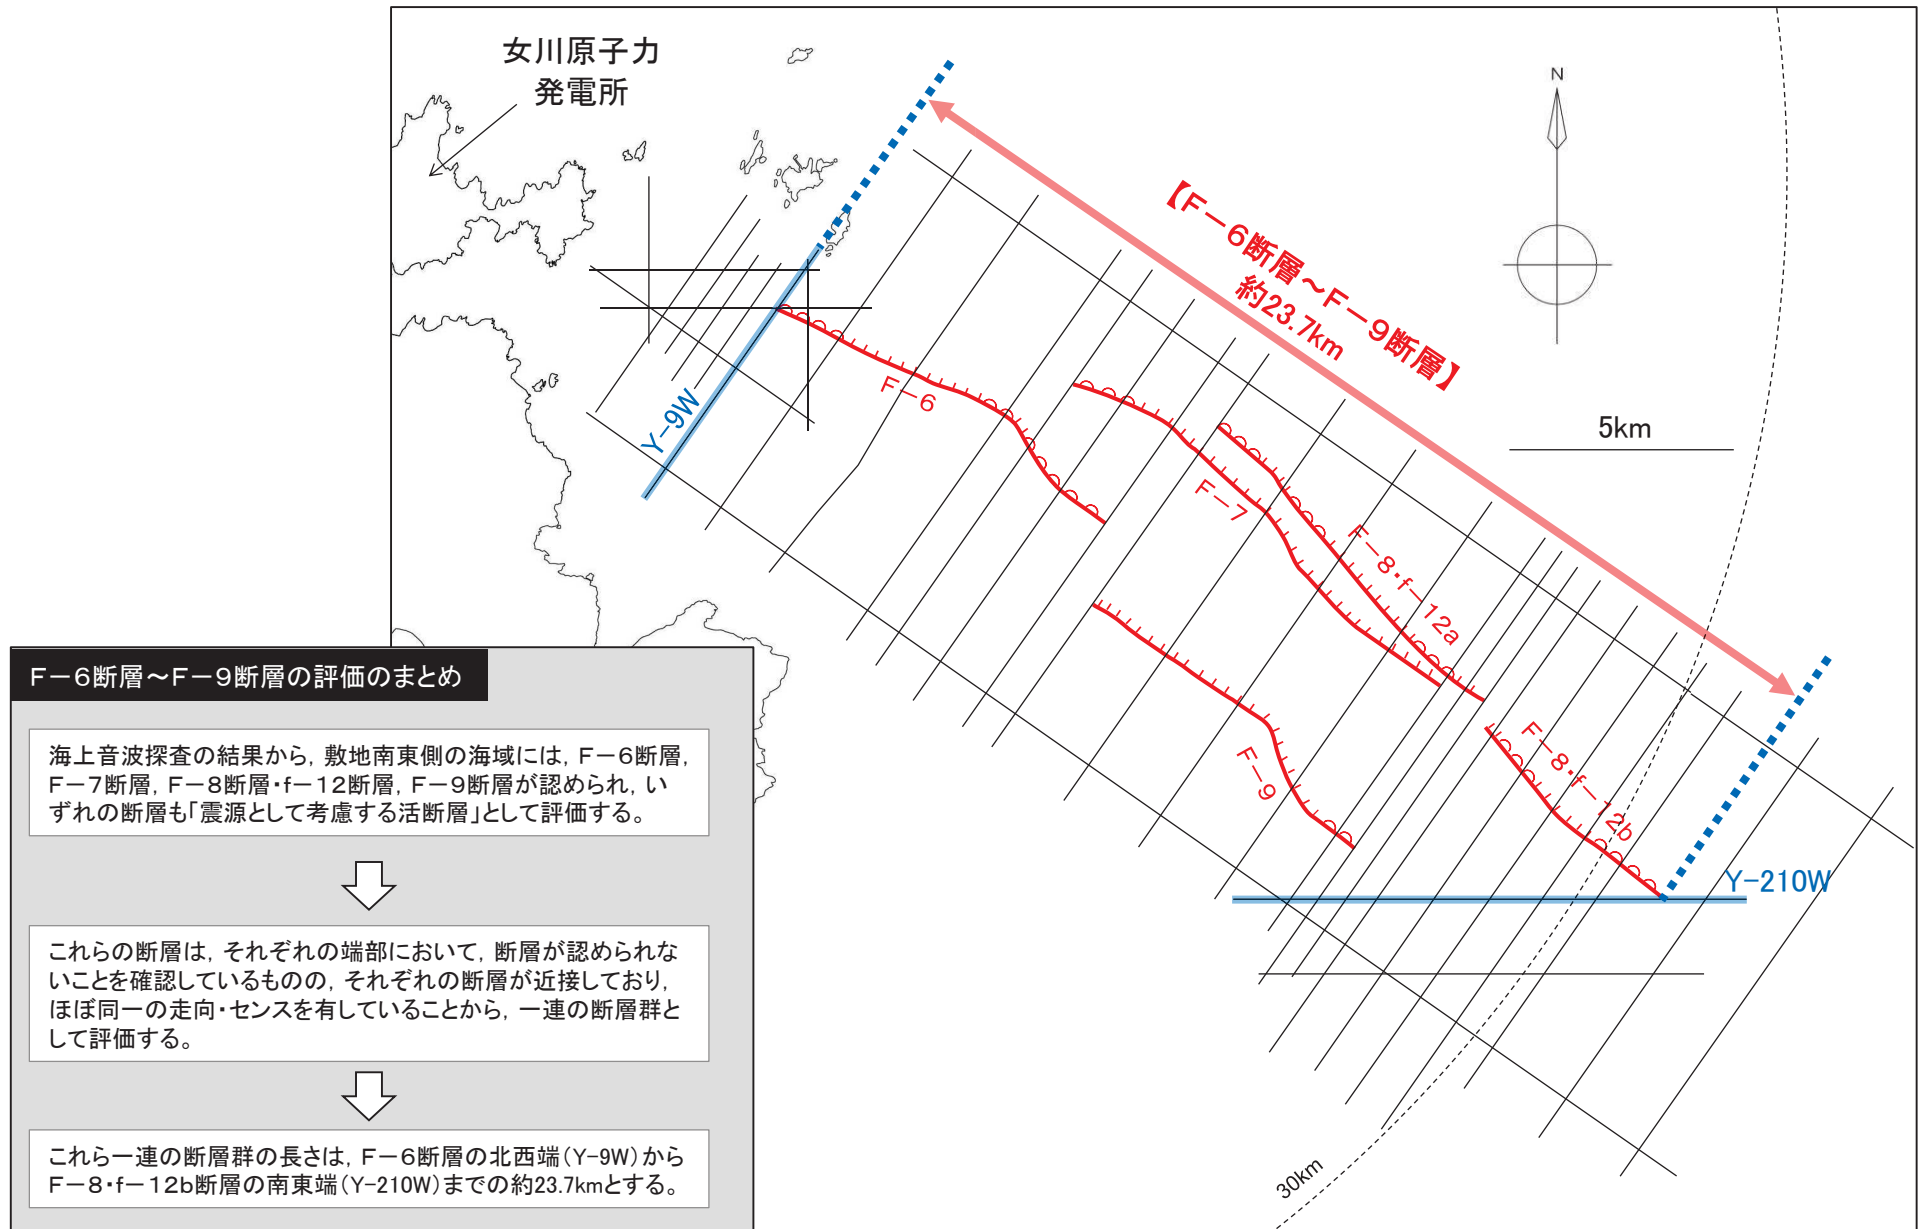 女川原子力
発電所
N
【F－6断層～F－9断層】
約23.7km
5km
Y-9W
F－6
F－7
F－8・f－12a
F－9
F－8・f－12b
Y-210W
30km
F－6断層～F－9断層の評価のまとめ
海上音波探査の結果から，敷地南東側の海域には，F－6断層，
F－7断層，F－8断層・f－12断層，F－9断層が認められ，い
ずれの断層も「震源として考慮する活断層」として評価する。
これらの断層は，それぞれの端部において，断層が認められな
いことを確認しているものの，それぞれの断層が近接しており，
ほぼ同一の走向・センスを有していることから，一連の断層群と
して評価する。
これら一連の断層群の長さは，F－6断層の北西端（Y-9W）から
F－8・f－12b断層の南東端（Y-210W）までの約23.7kmとする。